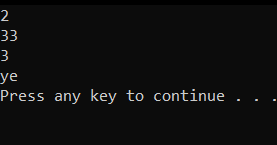 2
33
3
ye
Press any key to continue . . .